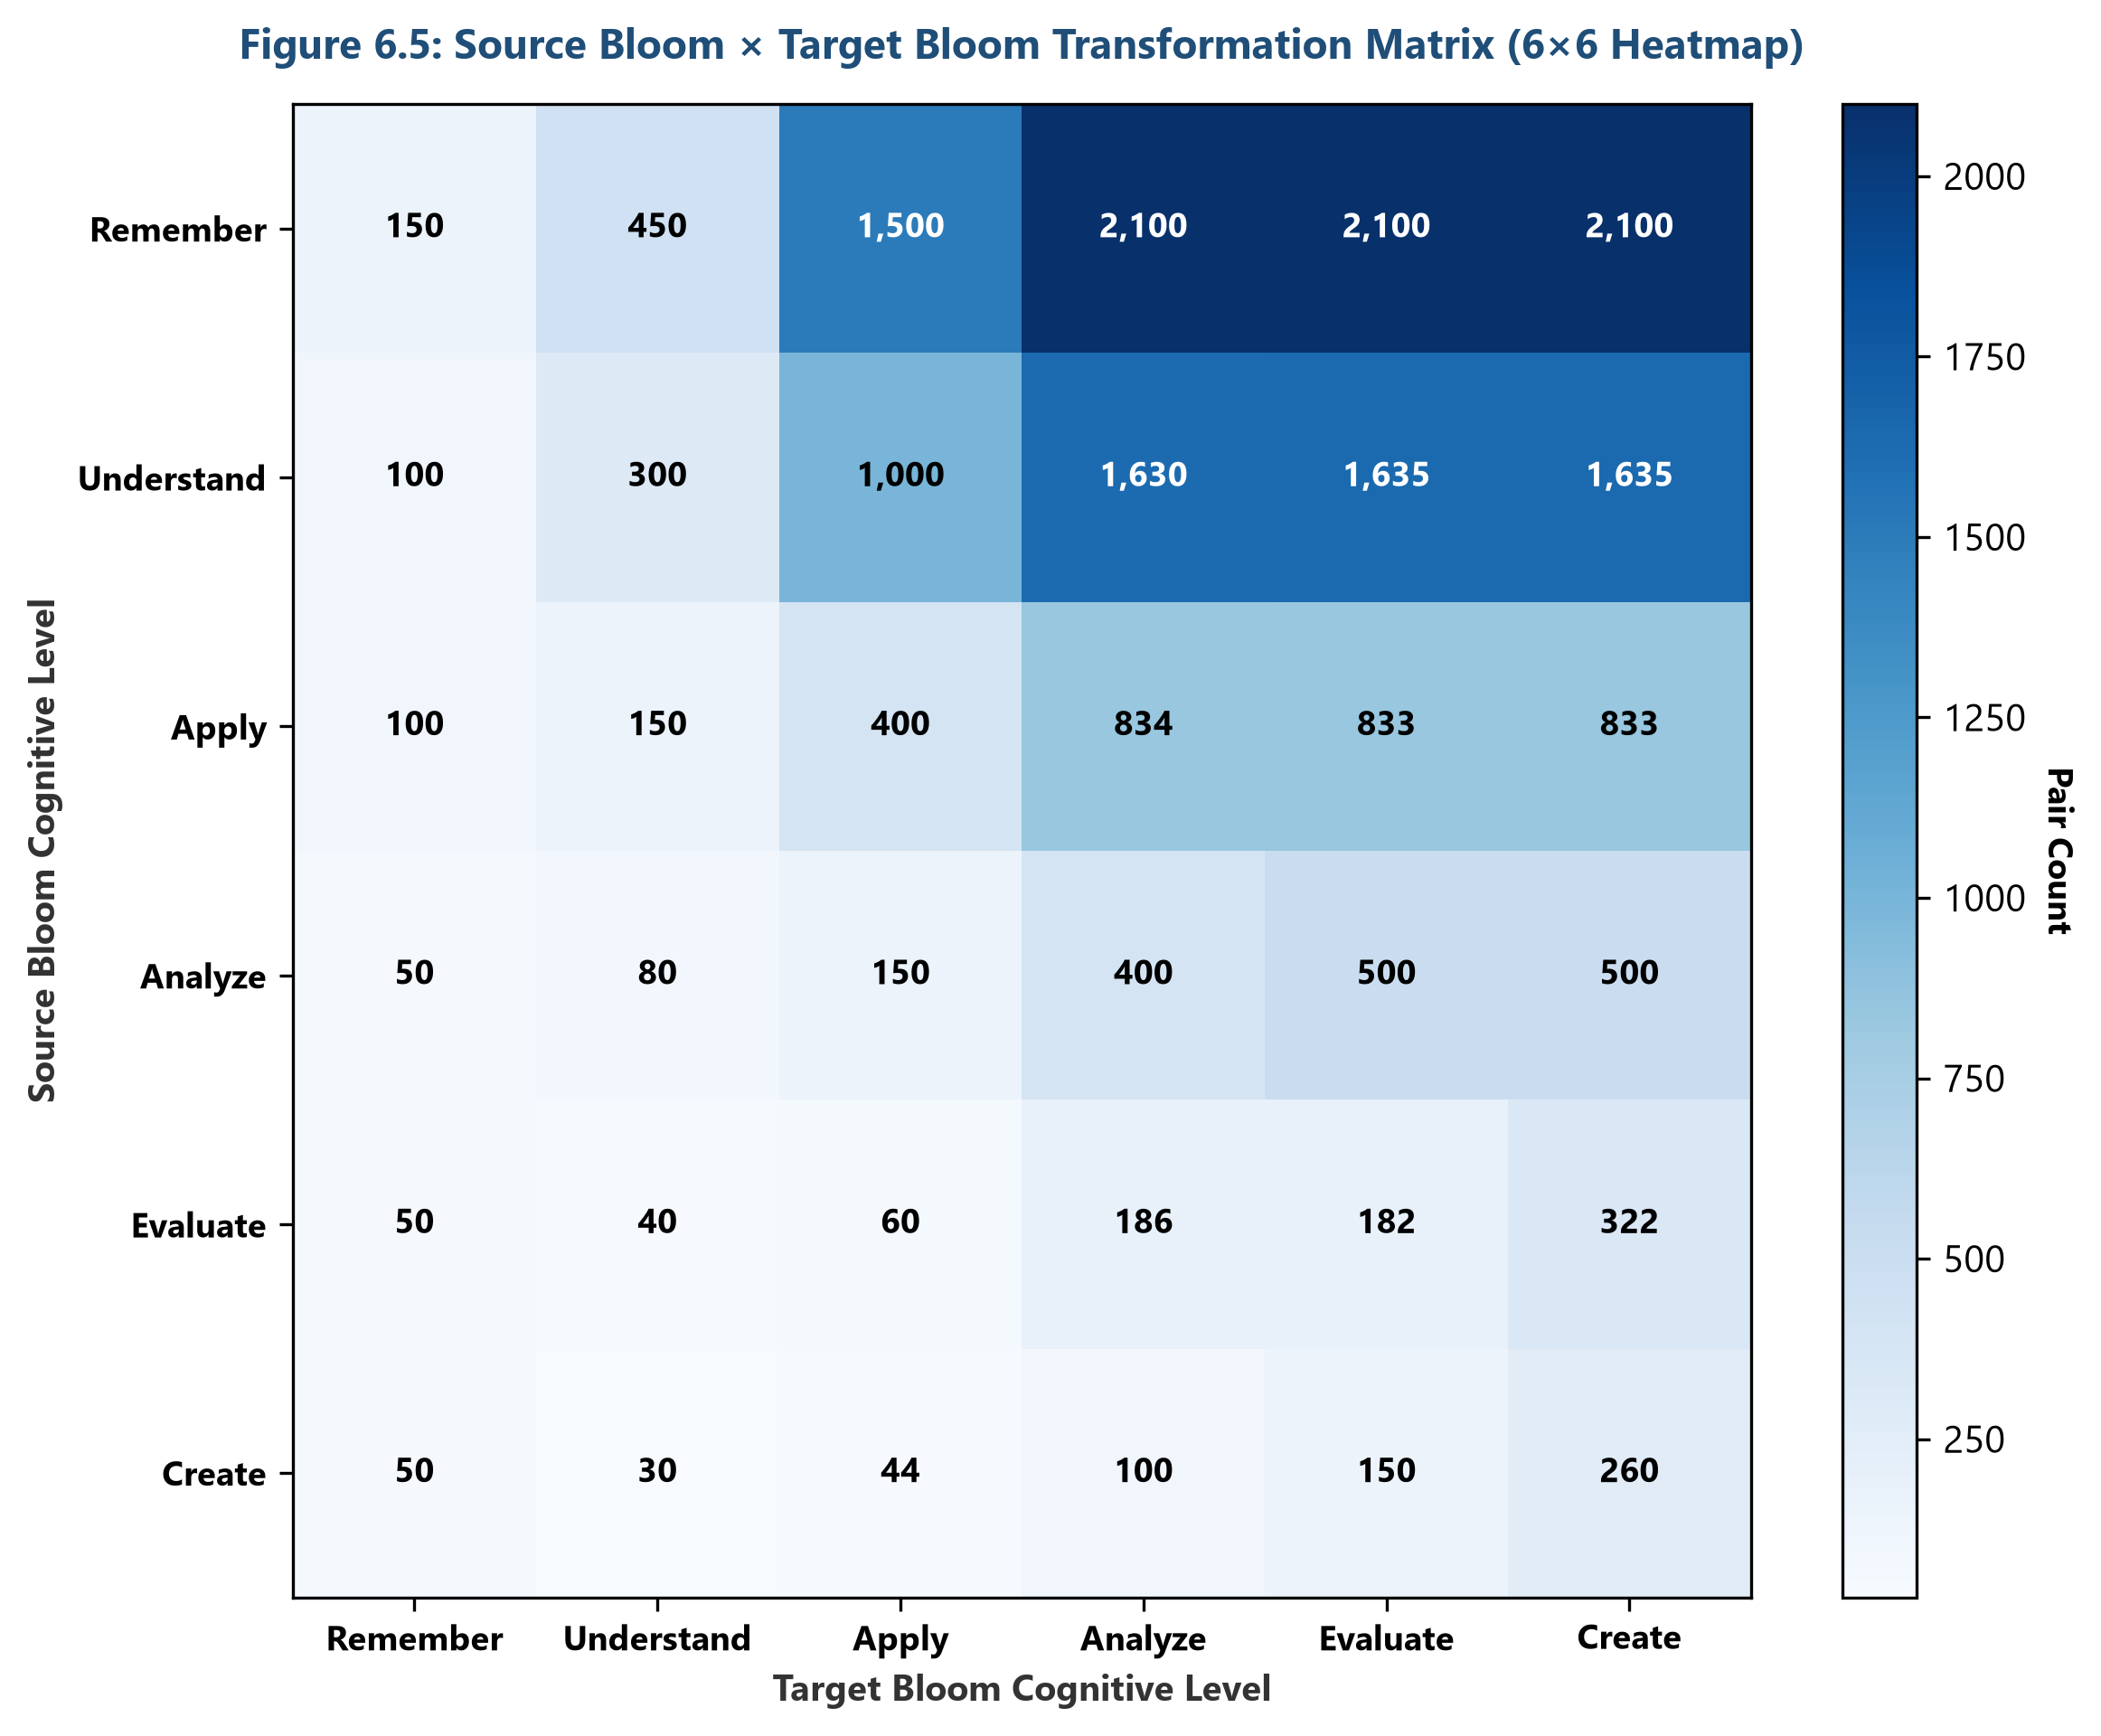 Figure 6.5: Source Bloom × Target Bloom Transformation Matrix (6×6 Heatmap)
Remember 150 450 1,500 2,100 2,100 2,100
Understand 100 300 1,000 1,630 1,635 1,635
Apply 100 150 400 834 833 833
Analyze 50 80 150 400 500 500
Evaluate 50 40 60 186 182 322
Create 50 30 44 100 150 260
Remember Understand Apply Analyze Evaluate Create
Target Bloom Cognitive Level
Source Bloom Cognitive Level
2000
1750
1500
1250
1000
750
500
250
Pair Count